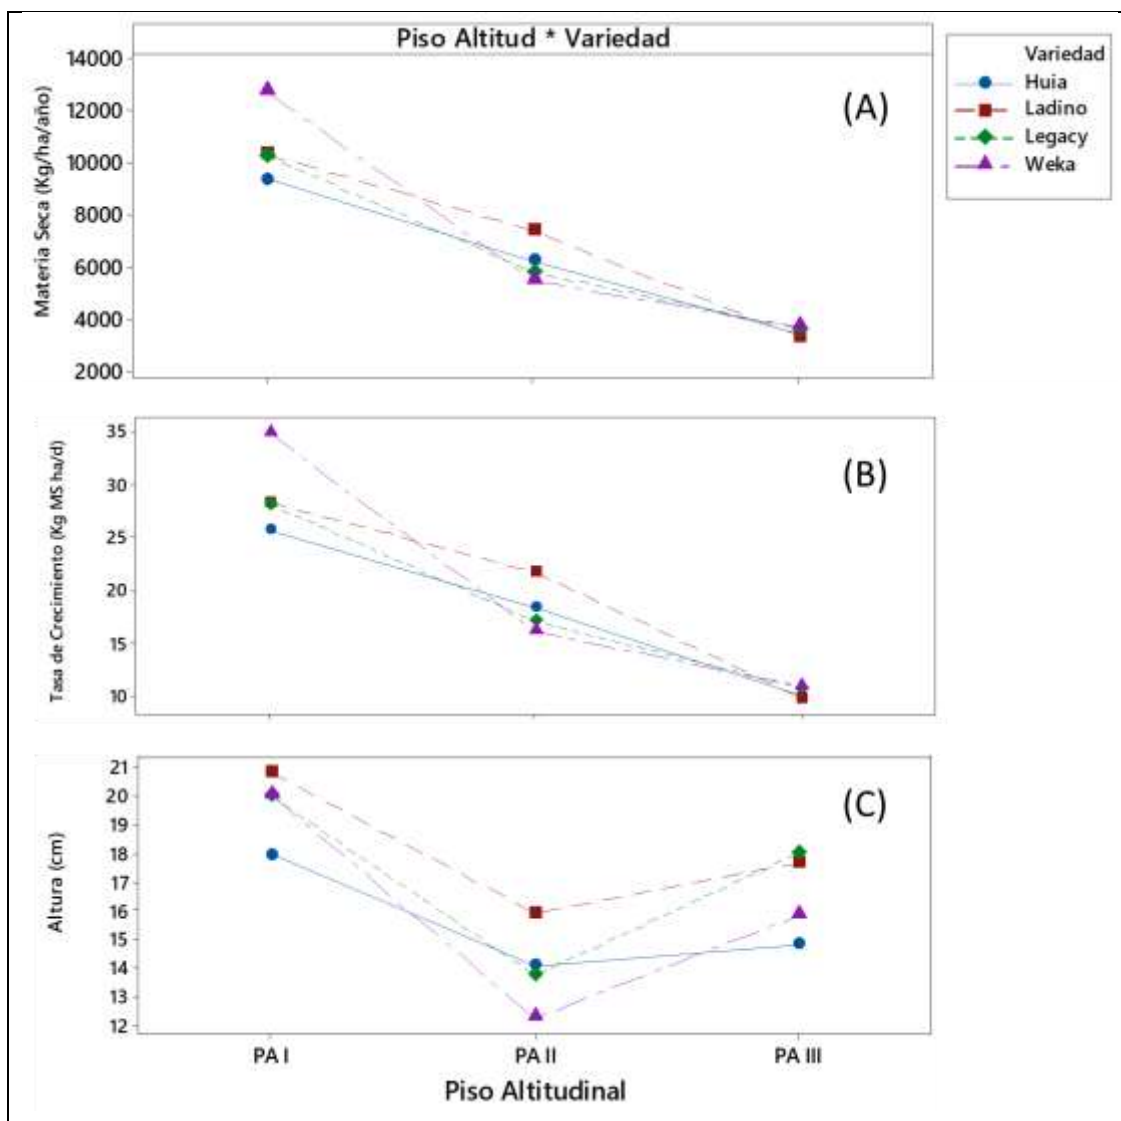 Piso Altitud * Variedad
Variedad
Huia
Ladino
Legacy
Weka
(A)
Materia Seca (Kg/ha/año)
14000
12000
10000
8000
6000
4000
2000
(B)
Tasa de Crecimiento (Kg MS ha/d)
35
30
25
20
15
10
(C)
Altura (cm)
21
20
19
18
17
16
15
14
13
12
PA I
PA II
PA III
Piso Altitudinal